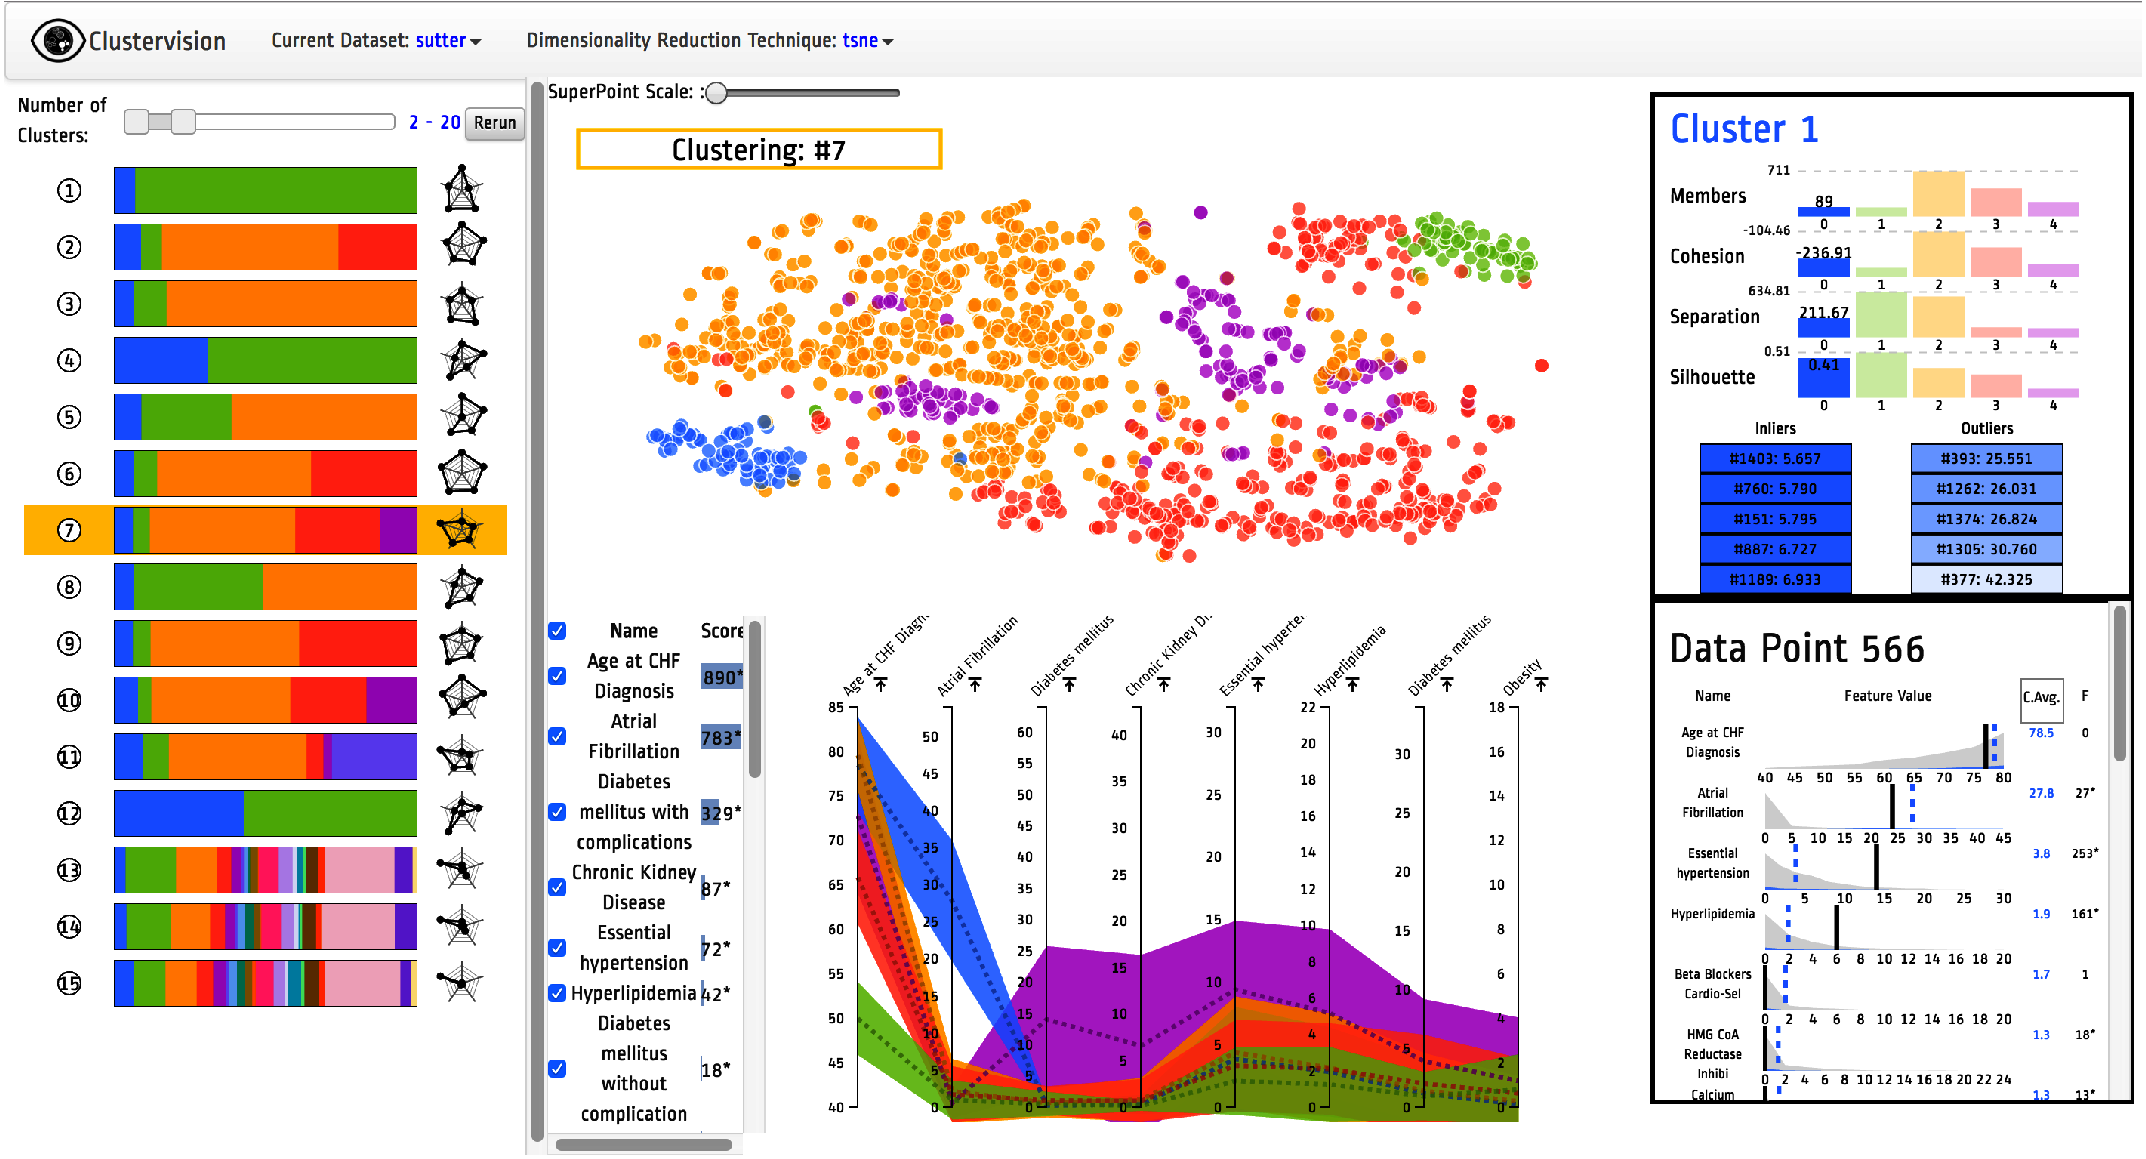 Clustervision
Current Dataset: sutter
Dimensionality Reduction Technique: tsne
Number of
Clusters:
2 - 20
Rerun
1
2
3
4
5
6
7
8
9
10
11
12
13
14
15
SuperPoint Scale: :
Clustering: #7
Name Score
Age at CHF
Diagnosis
890*
Atrial
Fibrillation
783*
Diabetes
mellitus with
complications
329*
Chronic Kidney
Disease
87*
Essential
hypertension
72*
Hyperlipidemia
42*
Diabetes
mellitus
without
complication
18*
Age at CHF Diagn.
Atrial Fibrillation
Diabetes mellitus
Chronic Kidney Di.
Essential hyperte
Hyperlipidemia
Diabetes mellitus
Obesity
85 80 75 70 65 60 55 50 45 40
50 45 40 35 30 25 20 15 10 5 0
60 55 50 45 40 35 30 25 20 15 10 5 0
40 35 30 25 20 15 10 5 0
30 25 20 15 10 5 0
22 20 18 16 14 12 10 8 6 4 2 0
30 25 20 15 10 5 0
18 16 14 12 10 8 6 4 2 0
Cluster 1
Members
711
89
0 1 2 3 4
Cohesion
-104.46
-236.91
0 1 2 3 4
Separation
634.81
211.67
0 1 2 3 4
Silhouette
0.51
0.41
0 1 2 3 4
Inliers Outliers
#1403: 5.657 #393: 25.551
#760: 5.790 #1262: 26.031
#151: 5.795 #1374: 26.824
#887: 6.727 #1305: 30.760
#1189: 6.933 #377: 42.325
Data Point 566
Name Feature Value C.Avg. F
Age at CHF
Diagnosis
78.5 0
40 45 50 55 60 65 70 75 80
Atrial
Fibrillation
27.8 27*
0 5 10 15 20 25 30 35 40 45
Essential
hypertension
3.8 253*
0 5 10 15 20 25 30
Hyperlipidemia
1.9 161*
0 2 4 6 8 10 12 14 16 18 20
Beta Blockers
Cardio-Sel
1.7 1
0 2 4 6 8 10 12 14 16 18 20
HMG CoA
Reductase
Inhibi
1.3 18*
0 2 4 6 8 10 12 14 16 18 20 22 24
Calcium
1.3 13*